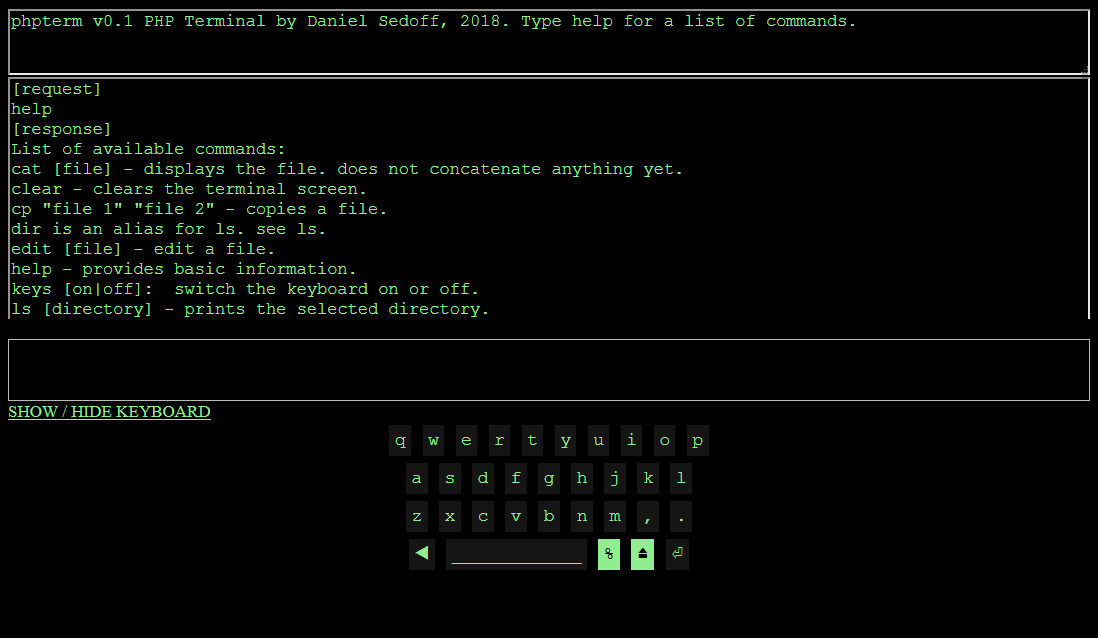 phpterm v0.1 PHP Terminal by Daniel Sedoff, 2018. Type help for a list of commands.
[request]
help
[response]
List of available commands:
cat [file] - displays the file. does not concatenate anything yet.
clear - clears the terminal screen.
cp "file 1" "file 2" - copies a file.
dir is an alias for ls. see ls.
edit [file] - edit a file.
help - provides basic information.
keys [on|off]:  switch the keyboard on or off.
ls [directory] - prints the selected directory.
SHOW / HIDE KEYBOARD
q w e r t y u i o p
a s d f g h j k l
z x c v b n m , .
◀ _____________ % ⏏ ⏎